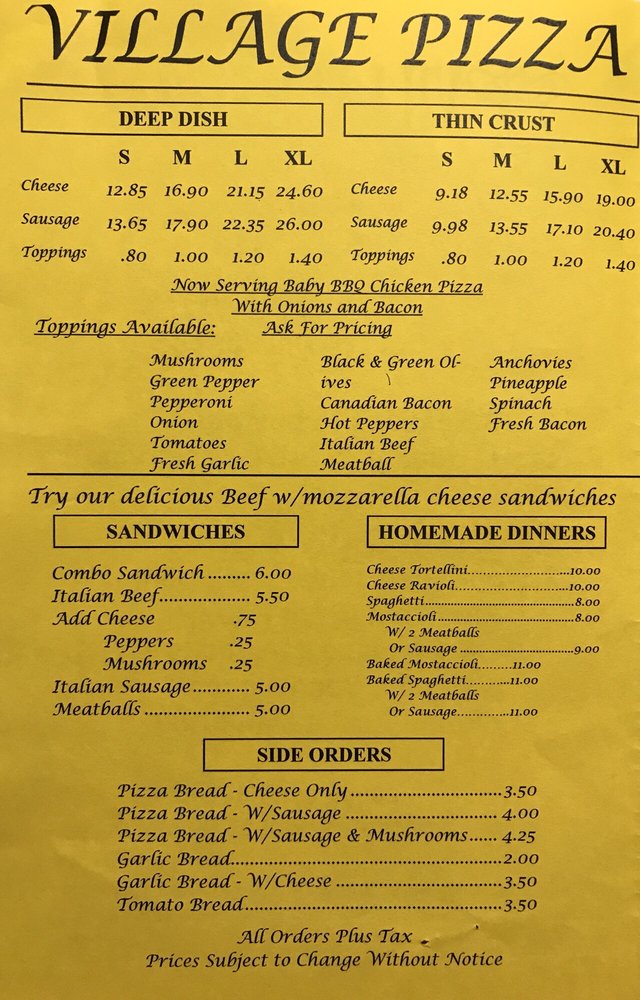 VILLAGE PIZZA
DEEP DISH
S M L XL
Cheese 12.85 16.90 21.15 24.60
Sausage 13.65 17.90 22.35 26.00
Toppings .80 1.00 1.20 1.40
THIN CRUST
S M L XL
Cheese 9.18 12.55 15.90 19.00
Sausage 9.98 13.55 17.10 20.40
Toppings .80 1.00 1.20 1.40
Now Serving Baby BBQ Chicken Pizza
With Onions and Bacon
Toppings Available: Ask For Pricing
Mushrooms
Green Pepper
Pepperoni
Onion
Tomatoes
Fresh Garlic
Black & Green Ol-
ives
Canadian Bacon
Hot Peppers
Italian Beef
Meatball
Anchovies
Pineapple
Spinach
Fresh Bacon
Try our delicious Beef w/mozzarella cheese sandwiches
SANDWICHES
Combo Sandwich ......... 6.00
Italian Beef................... 5.50
Add Cheese .75
Peppers .25
Mushrooms .25
Italian Sausage............ 5.00
Meatballs ...................... 5.00
HOMEMADE DINNERS
Cheese Tortellini..........................10.00
Cheese Ravioli.............................10.00
Spaghetti.......................................8.00
Mostaccioli...................................8.00
W/ 2 Meatballs
Or Sausage .............................9.00
Baked Mostaccioli.........11.00
Baked Spaghetti............11.00
W/ 2 Meatballs
Or Sausage..............11.00
SIDE ORDERS
Pizza Bread - Cheese Only ............................3.50
Pizza Bread - W/Sausage ............................. 4.00
Pizza Bread - W/Sausage & Mushrooms...... 4.25
Garlic Bread..................................................2.00
Garlic Bread - W/Cheese ...............................3.50
Tomato Bread...............................................3.50
All Orders Plus Tax
Prices Subject to Change Without Notice